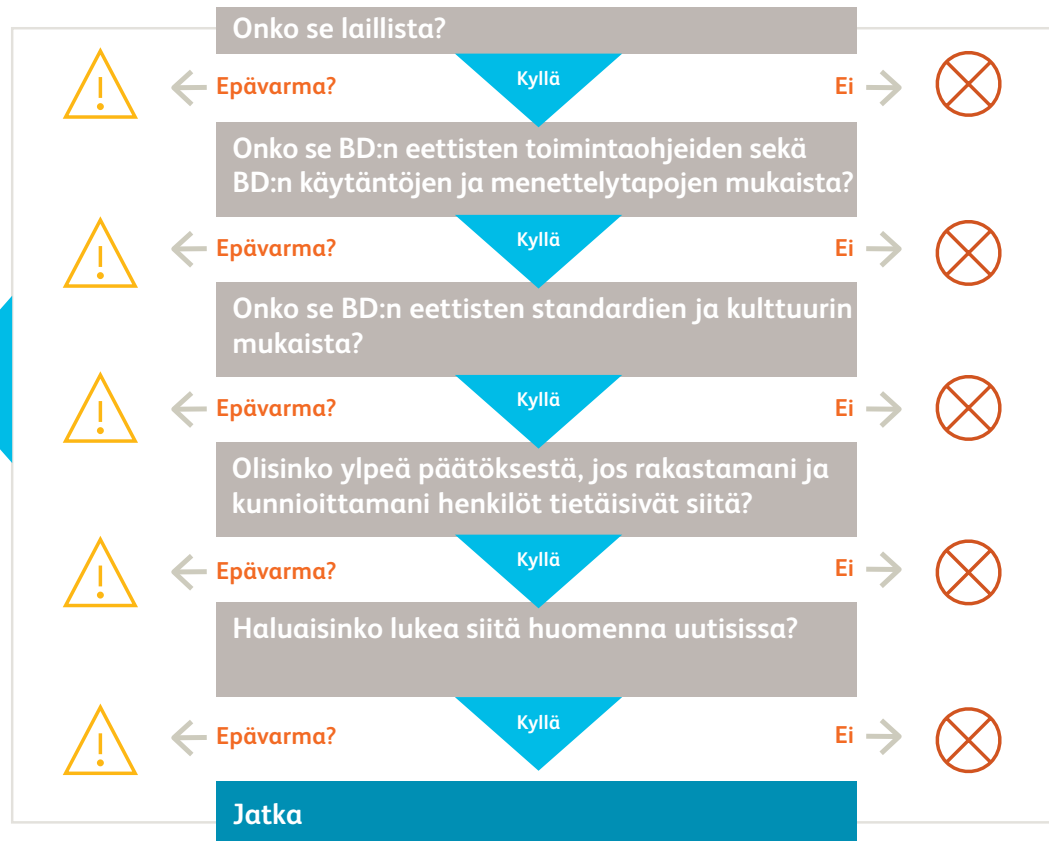 Onko se laillista?
Epävarma?
Kyllä
Ei
Onko se BD:n eettisten toimintaohjeiden sekä
BD:n käytäntöjen ja menettelytapojen mukaista?
Epävarma?
Kyllä
Ei
Onko se BD:n eettisten standardien ja kulttuurin
mukaista?
Epävarma?
Kyllä
Ei
Olisinko ylpeä päätöksestä, jos rakastamani ja
kunnioittamani henkilöt tietäisivät siitä?
Epävarma?
Kyllä
Ei
Haluaisinko lukea siitä huomenna uutisissa?
Epävarma?
Kyllä
Ei
Jatka